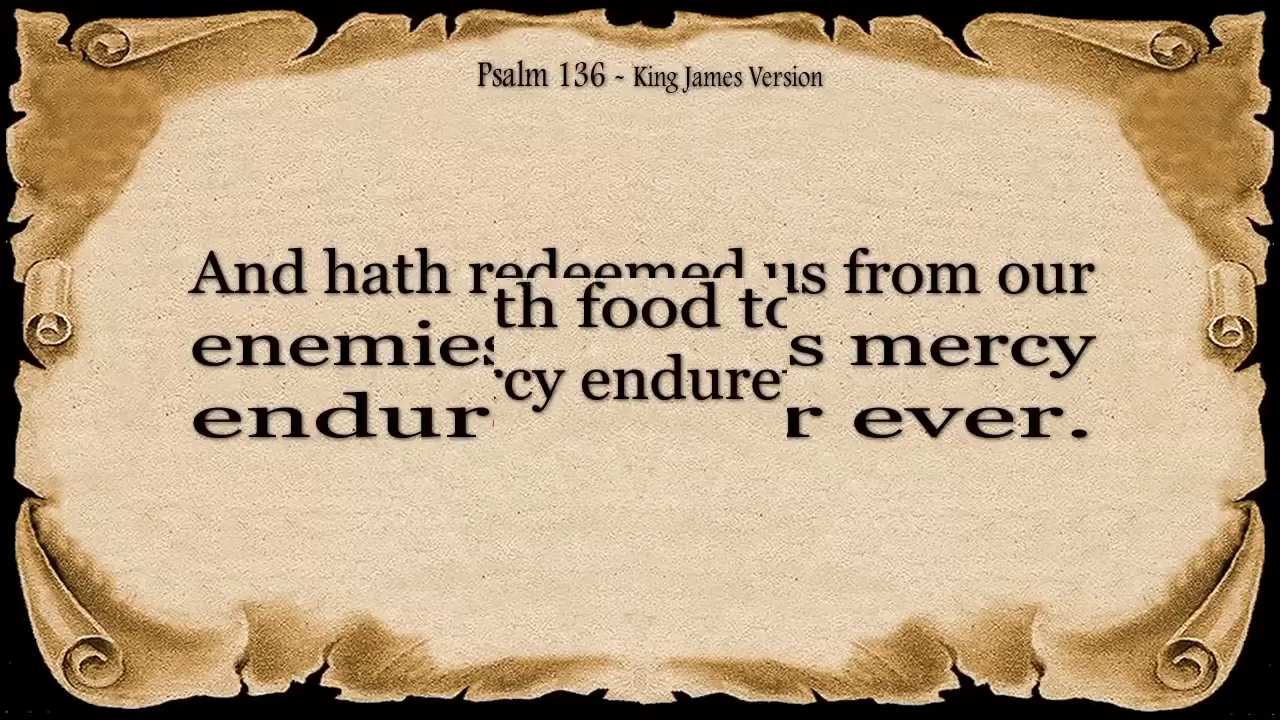 Psalm 136 - King James Version
And hath redeemed us from our
th food to
enemies s mercy
cy endure
endur r ever.